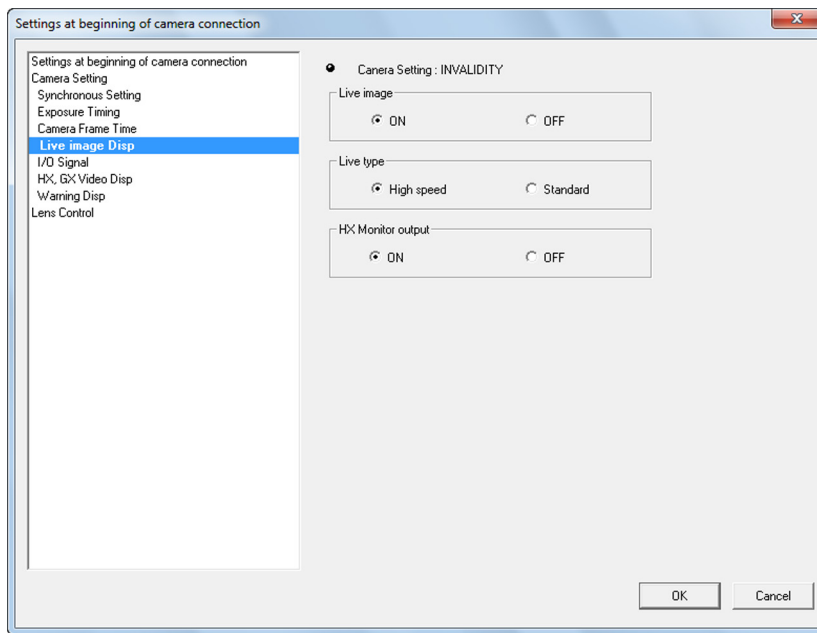 Settings at beginning of camera connection
Settings at beginning of camera connection
Camera Setting
Synchronous Setting
Exposure Timing
Camera Frame Time
Live image Disp
I/O Signal
HX, GX Video Disp
Warning Disp
Lens Control
Canera Setting : INVALIDITY
Live image
ON OFF
Live type
High speed Standard
HX Monitor output
ON OFF
OK Cancel